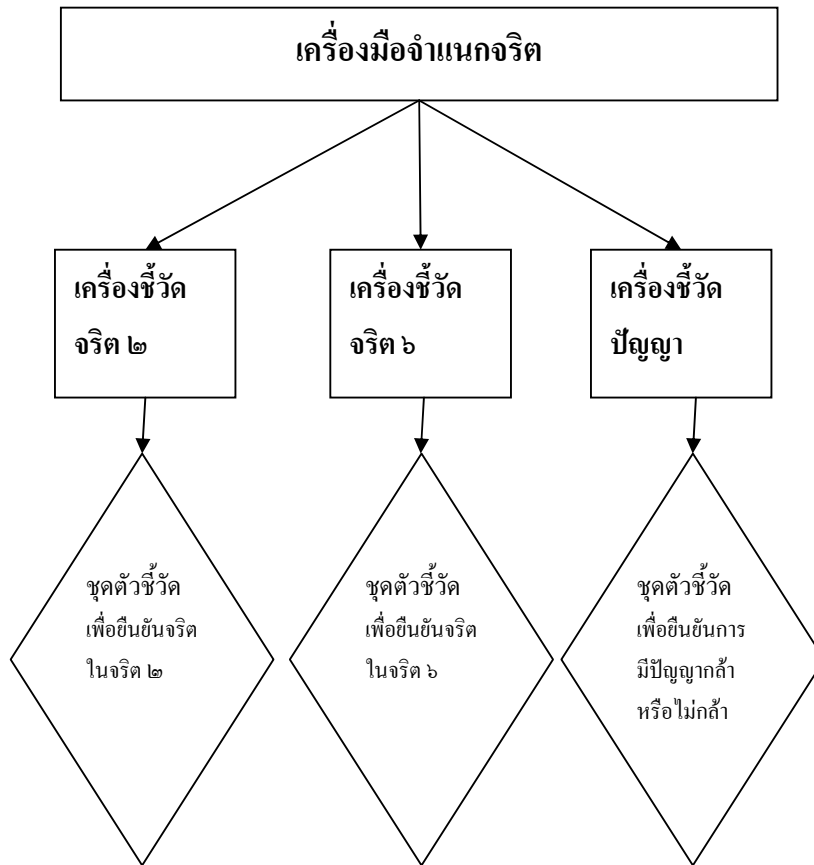 เครื่องมือจำแนกจริต
เครื่องชี้วัด
จริต ๒
เครื่องชี้วัด
จริต ๖
เครื่องชี้วัด
ปัญญา
ชุดตัวชี้วัด
เพื่อยืนยันจริต
ในจริต ๒
ชุดตัวชี้วัด
เพื่อยืนยันจริต
ในจริต ๖
ชุดตัวชี้วัด
เพื่อยืนยันการ
มีปัญญากล้า
หรือไม่กล้า